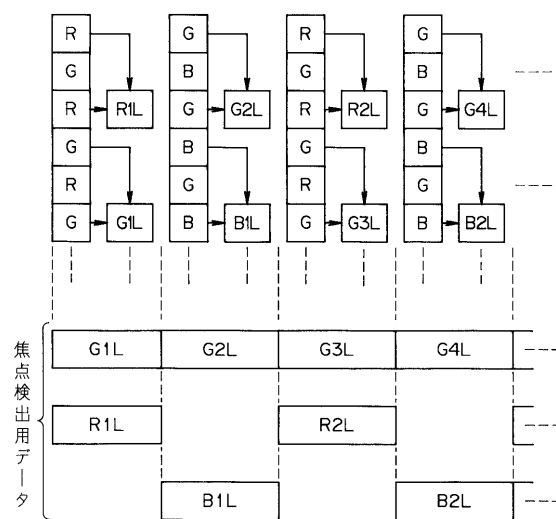 R G R G
G B G B
R R1L G G2L R R2L G G4L
G B G B
R G R G
G G1L B B1L G G3L B B2L
焦点検出用データ
G1L G2L G3L G4L
R1L R2L
B1L B2L